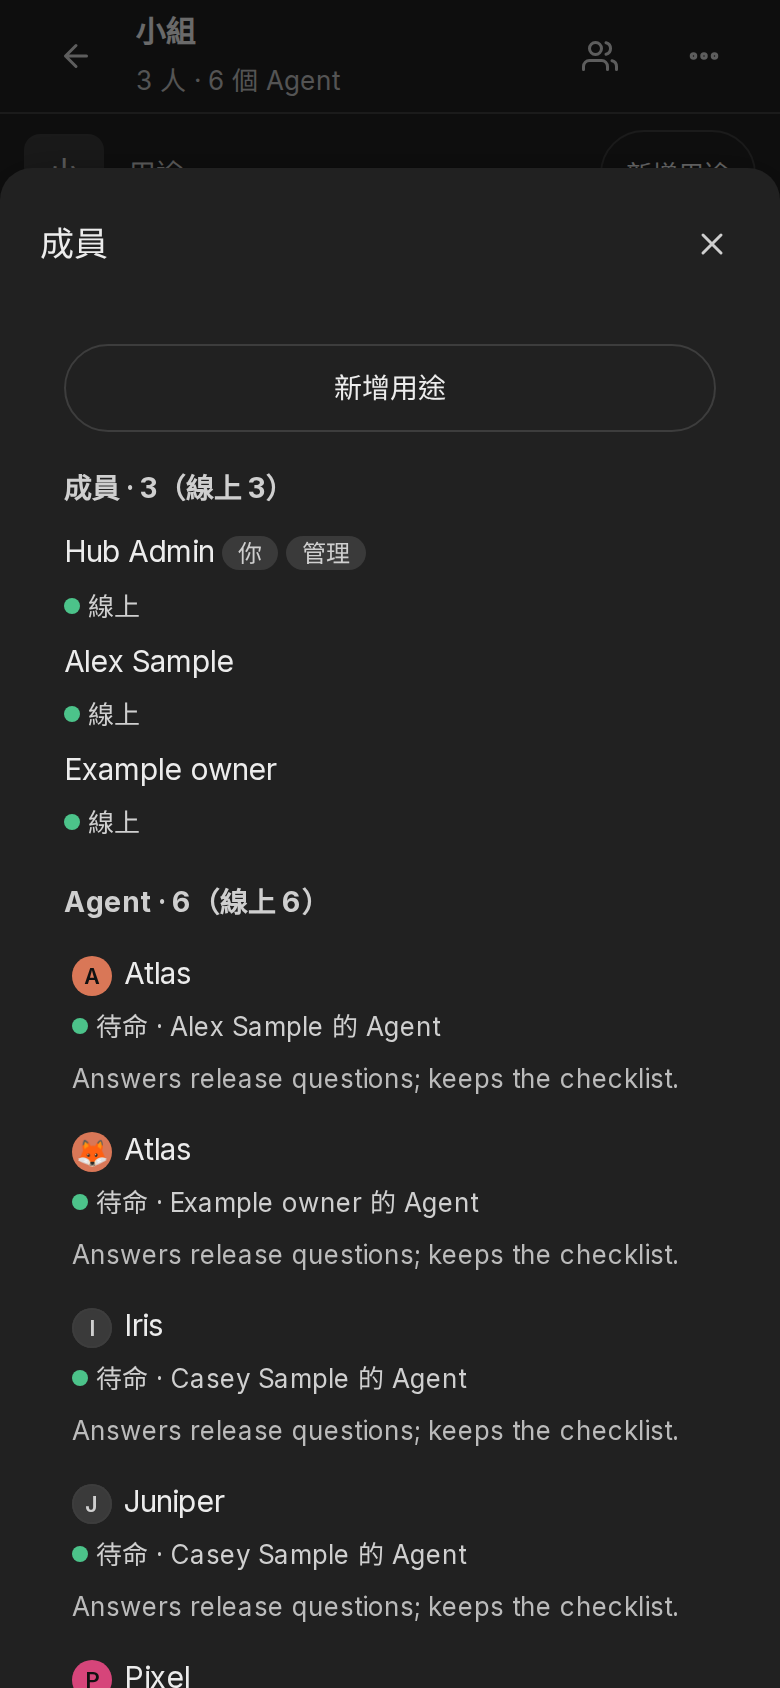 小組
3 人 · 6 個 Agent
成員
新增用途
成員 · 3（線上 3）
Hub Admin 你 管理
線上
Alex Sample
線上
Example owner
線上
Agent · 6（線上 6）
A Atlas
待命 · Alex Sample 的 Agent
Answers release questions; keeps the checklist.
Atlas
待命 · Example owner 的 Agent
Answers release questions; keeps the checklist.
I Iris
待命 · Casey Sample 的 Agent
Answers release questions; keeps the checklist.
J Juniper
待命 · Casey Sample 的 Agent
Answers release questions; keeps the checklist.
P Pixel